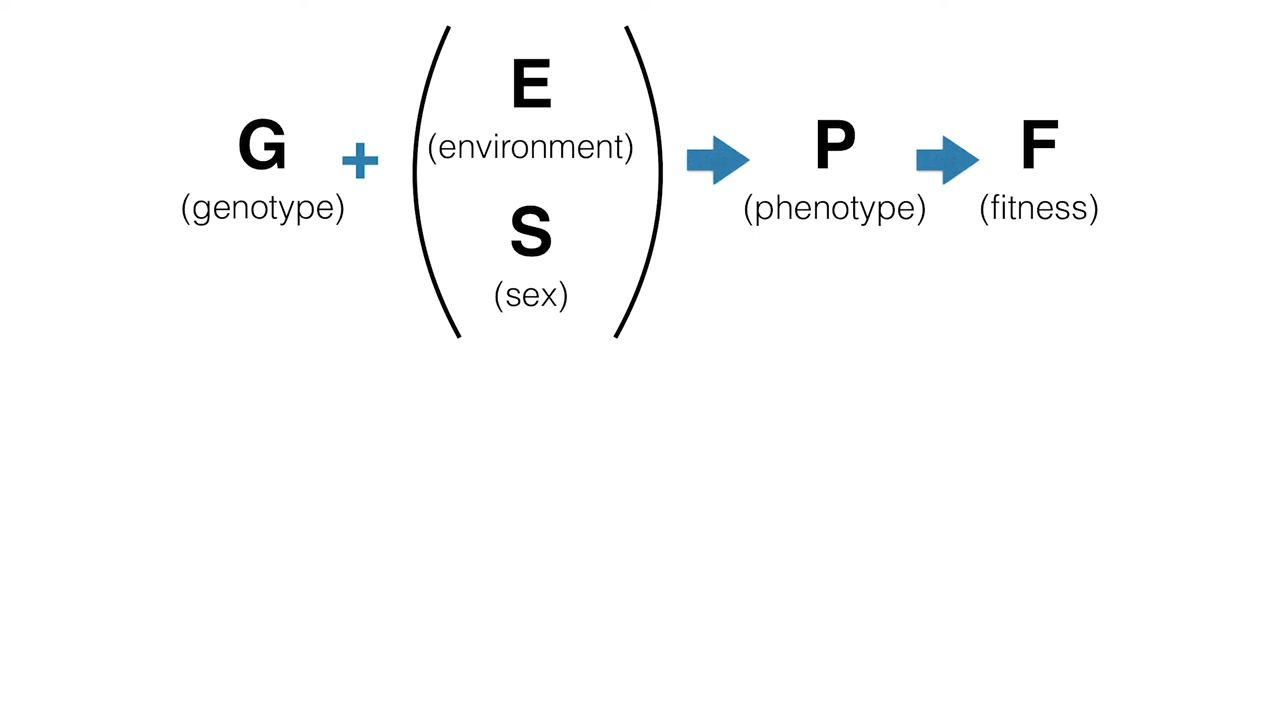 G
(genotype)
+
E
(environment)
S
(sex)
P
(phenotype)
F
(fitness)